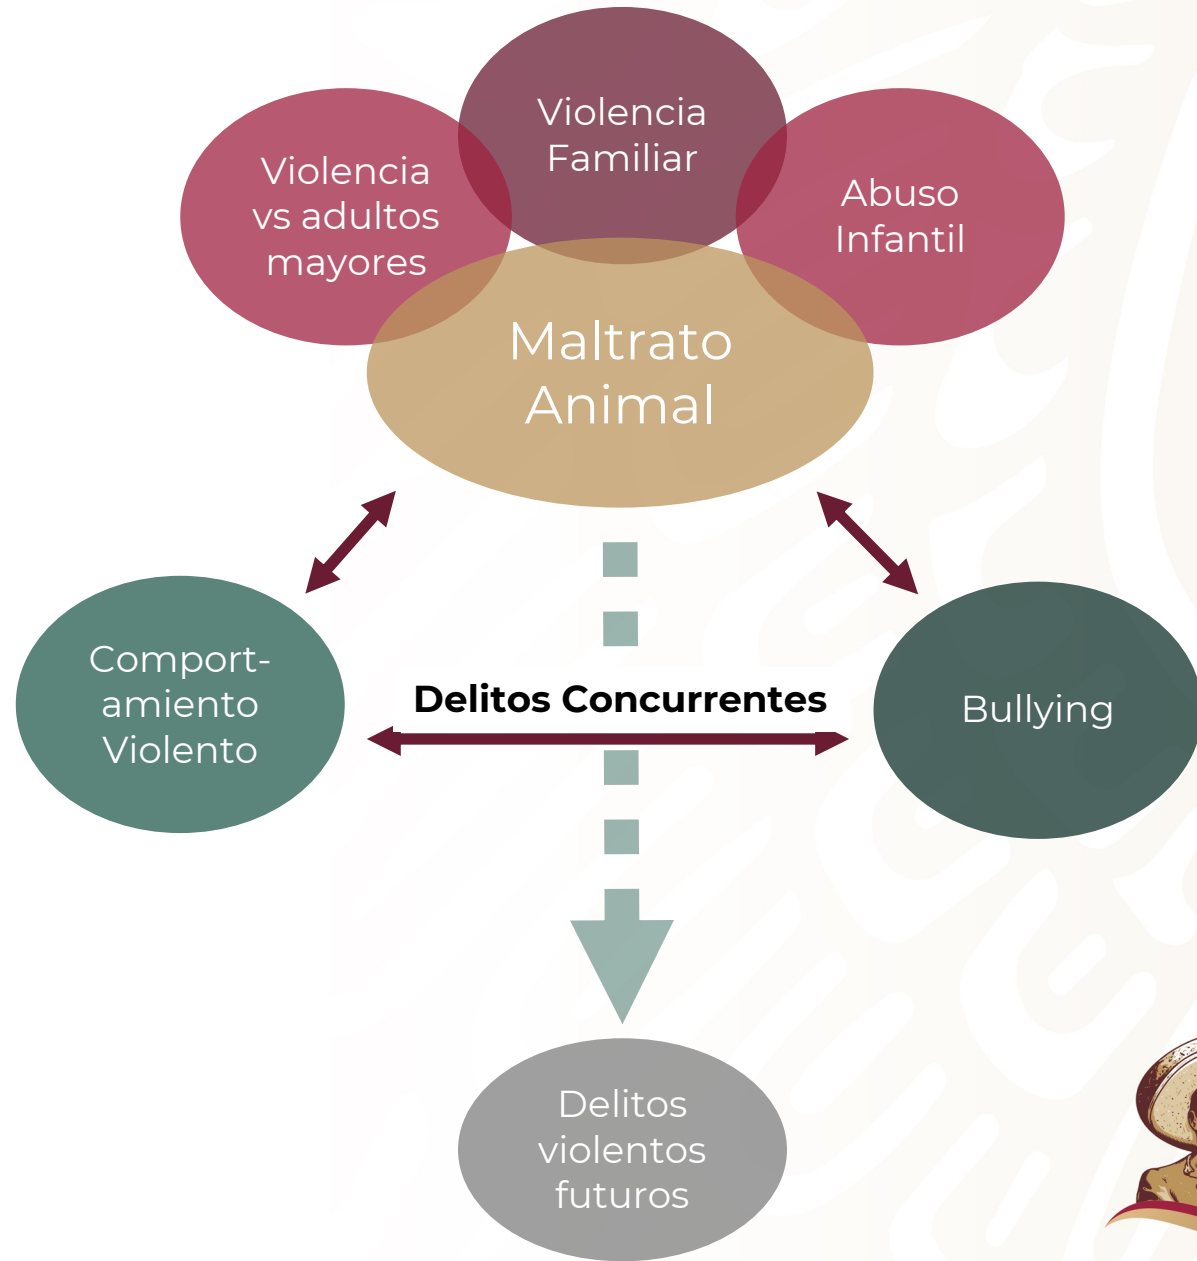 Violencia
Familiar
Violencia
vs adultos
mayores
Abuso
Infantil
Maltrato
Animal
Comport-
amiento
Violento
Delitos Concurrentes
Bullying
Delitos
violentos
futuros